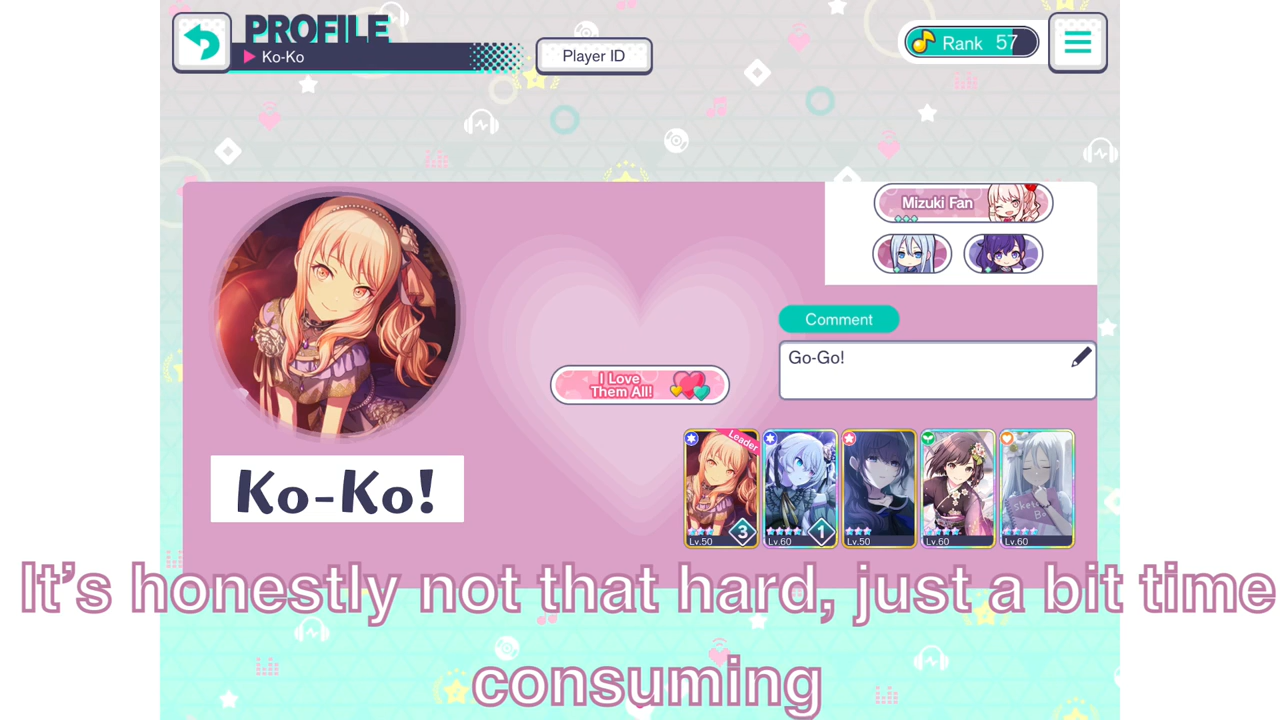 PROFILE
Ko-Ko
Player ID
Rank 57
Mizuki Fan
Comment
Go-Go!
I Love
Them All!
Leader
3
1
Lv.50
Lv.60
Lv.50
Lv.60
Lv.60
Ko-Ko!
It's honestly not that hard, just a bit time
consuming